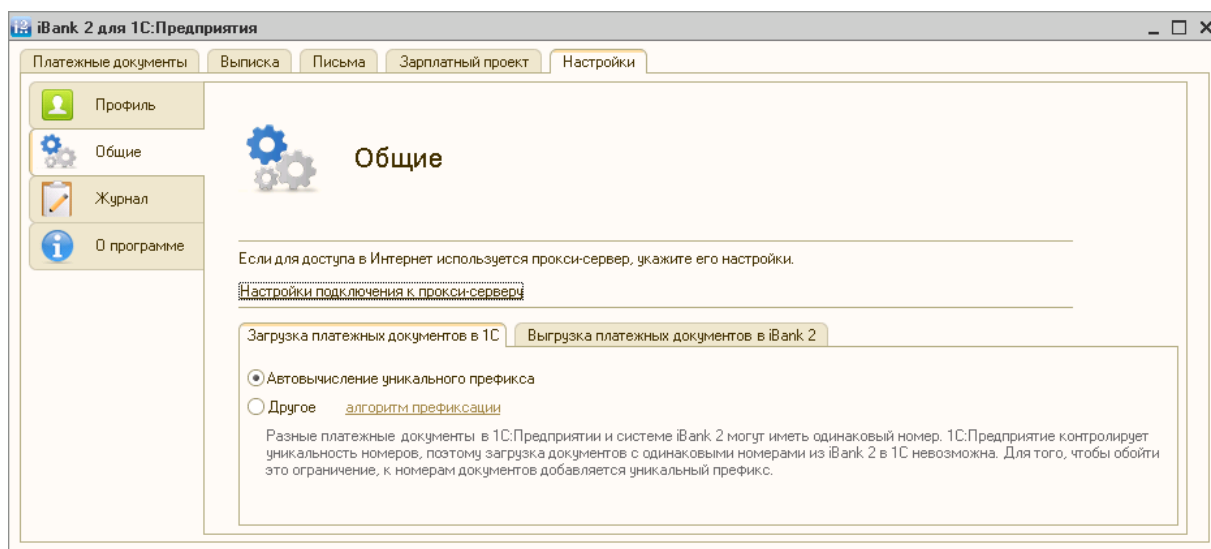 iBank 2 для 1С:Предприятия
Платежные документы Выписка Письма Зарплатный проект Настройки
Профиль
Общие
Журнал
О программе
Общие
Если для доступа в Интернет используется прокси-сервер, укажите его настройки.
Настройки подключения к прокси-серверу
Загрузка платежных документов в 1С Выгрузка платежных документов в iBank 2
Автовычисление уникального префикса
Другое алгоритм префиксации
Разные платежные документы в 1С:Предприятии и системе iBank 2 могут иметь одинаковый номер. 1С:Предприятие контролирует
уникальность номеров, поэтому загрузка документов с одинаковыми номерами из iBank 2 в 1С невозможна. Для того, чтобы обойти
это ограничение, к номерам документов добавляется уникальный префикс.